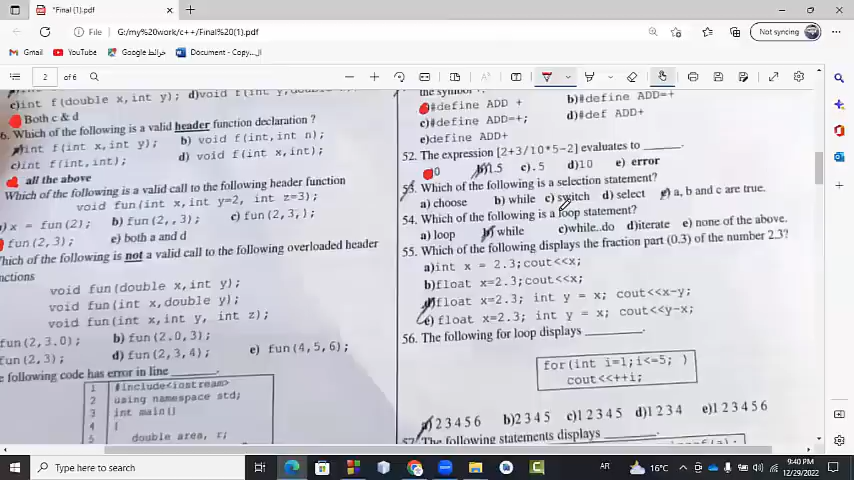 *Final (1).pdf
File G:/my%20work/c++/Final%20(1).pdf
Not syncing
Gmail YouTube خرائط Google Document - Copy (...
2 of 6
c)int f(double x,int y); d)void f(int y,doub
Both c & d
6. Which of the following is a valid header function declaration ?
int f(int x,int y); b) void f(int,int n);
c)int f(int,int); d) void f(int x,int);
all the above
Which of the following is a valid call to the following header function
void fun(int x,int y=2,int z=3);
) x = fun(2); b) fun(2,,3); c) fun(2,3,);
fun(2,3); e) both a and d
hich of the following is not a valid call to the following overloaded header
nctions
void fun(double x,int y);
void fun(int x,double y);
void fun(int x,int y, int z);
fun(2,3.0); b) fun(2.0,3);
fun(2,3); d) fun(2,3,4); e) fun(4,5,6);
e following code has error in line ______.
1 #include<iostream>
2 using namespace std;
3 int main()
4 {
5 double area, r;
the symbol
#define ADD + b)#define ADD=+
c)#define ADD=+; d)#def ADD+
e)define ADD+
52. The expression [2+3/10*5-2] evaluates to ______.
0 b)1.5 c).5 d)10 e) error
53. Which of the following is a selection statement?
a) choose b) while c) switch d) select e) a, b and c are true.
54. Which of the following is a loop statement?
a) loop b) while c)while..do d)iterate e) none of the above.
55. Which of the following displays the fraction part (0.3) of the number 2.3?
a)int x = 2.3;cout<<x;
b)float x=2.3;cout<<x;
d)float x=2.3; int y = x; cout<<x-y;
e)float x=2.3; int y = x; cout<<y-x;
56. The following for loop displays ______.
for(int i=1;i<=5; )
cout<<++i;
a)2 3 4 5 6 b)2 3 4 5 c)1 2 3 4 5 d)1 2 3 4 e)1 2 3 4 5 6
57. The following statements displays ______.
Type here to search
AR 16°C 9:40 PM
12/29/2022